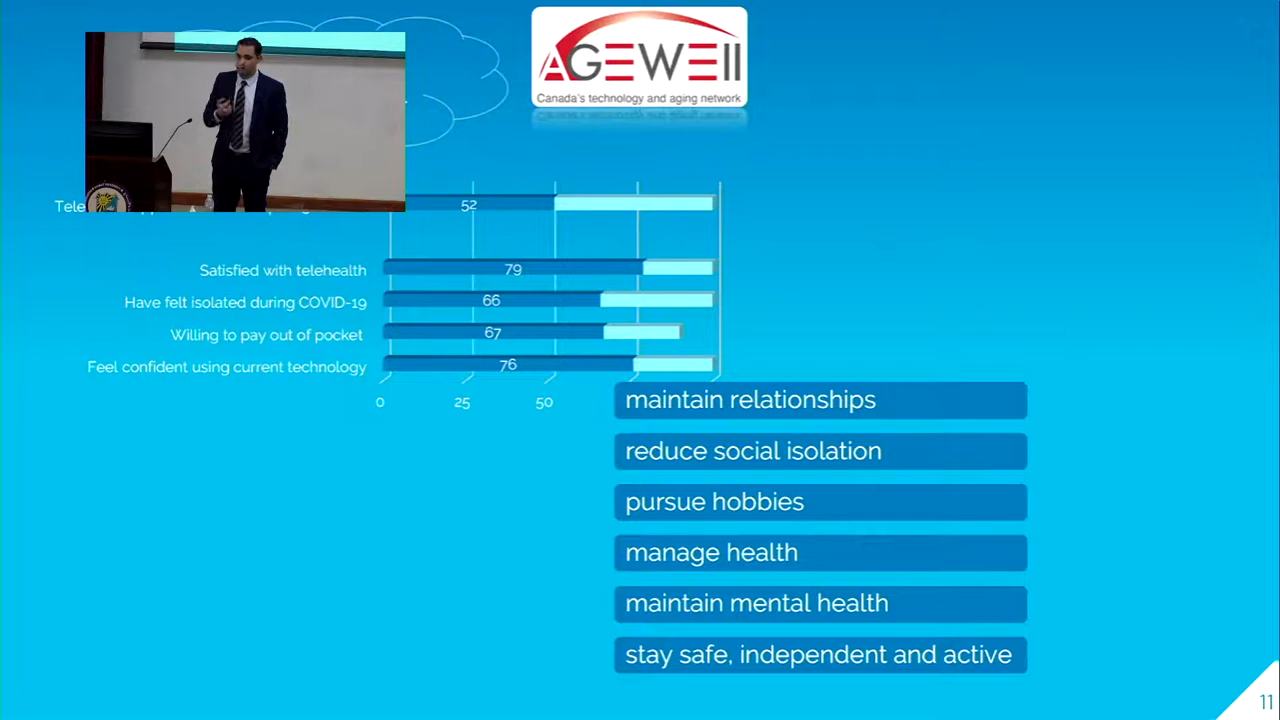 AGEWELL
Canada's technology and aging network
Tele
52
Satisfied with telehealth
79
Have felt isolated during COVID-19
66
Willing to pay out of pocket
67
Feel confident using current technology
76
0
25
50
maintain relationships
reduce social isolation
pursue hobbies
manage health
maintain mental health
stay safe, independent and active
11